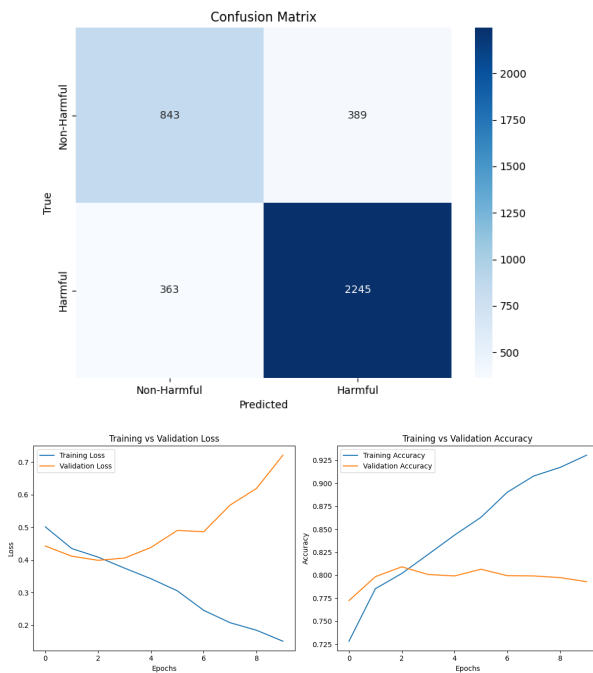 Confusion Matrix
True
Non-Harmful
Harmful
843
389
363
2245
Non-Harmful
Harmful
Predicted
2000
1750
1500
1250
1000
750
500
Training vs Validation Loss
Training Loss
Validation Loss
Loss
0.7
0.6
0.5
0.4
0.3
0.2
0 2 4 6 8
Epochs
Training vs Validation Accuracy
Training Accuracy
Validation Accuracy
Accuracy
0.925
0.900
0.875
0.850
0.825
0.800
0.775
0.750
0.725
0 2 4 6 8
Epochs